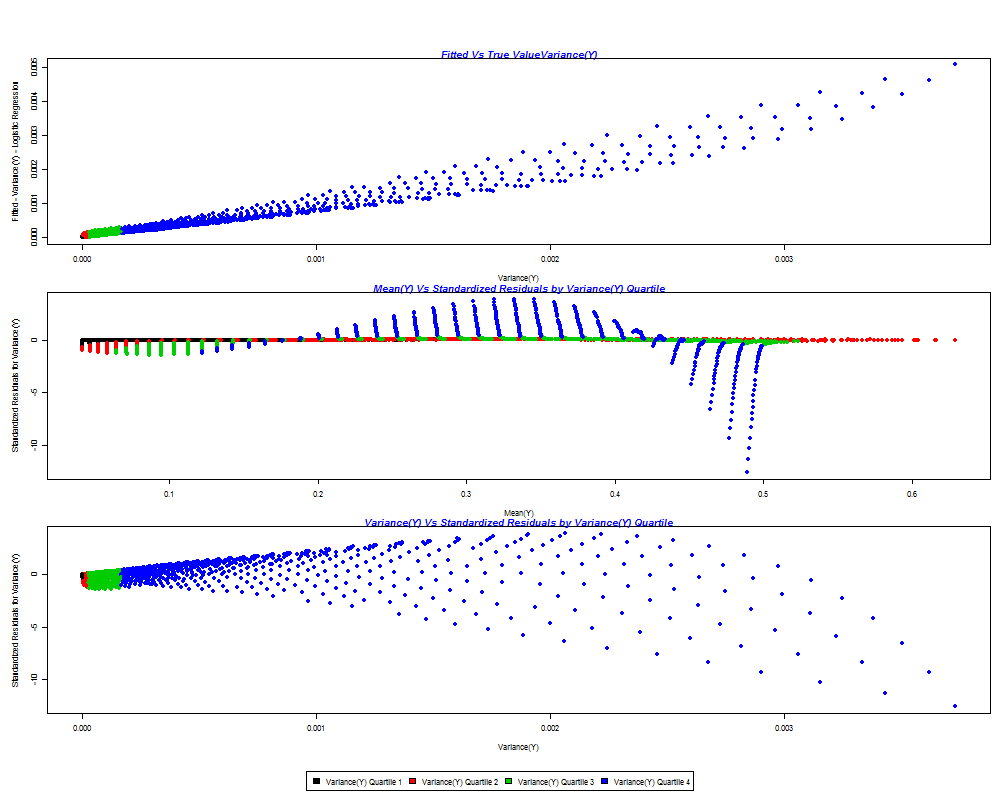 Fitted Vs True ValueVariance(Y)
Fitted - Variance(Y) - Logistic Regression
0.000
0.001
0.002
0.003
0.004
0.005
0.000
0.001
0.002
0.003
Variance(Y)
Mean(Y) Vs Standardized Residuals by Variance(Y) Quartile
Standardized Residuals for Variance(Y)
0
-5
-10
0.1
0.2
0.3
0.4
0.5
0.6
Mean(Y)
Variance(Y) Vs Standardized Residuals by Variance(Y) Quartile
Standardized Residuals for Variance(Y)
0
-5
-10
0.000
0.001
0.002
0.003
Variance(Y)
Variance(Y) Quartile 1
Variance(Y) Quartile 2
Variance(Y) Quartile 3
Variance(Y) Quartile 4